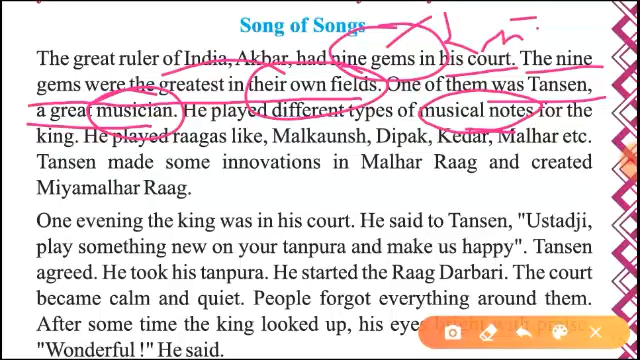 Song of Songs
The great ruler of India, Akbar, had nine gems in his court. The nine
gems were the greatest in their own fields. One of them was Tansen,
a great musician. He played different types of musical notes for the
king. He played raagas like, Malkaunsh, Dipak, Kedar, Malhar etc.
Tansen made some innovations in Malhar Raag and created
Miyamalhar Raag.
One evening the king was in his court. He said to Tansen, "Ustadji,
play something new on your tanpura and make us happy". Tansen
agreed. He took his tanpura. He started the Raag Darbari. The court
became calm and quiet. People forgot everything around them.
After some time the king looked up, his eyes bright with praise.
"Wonderful !" He said.